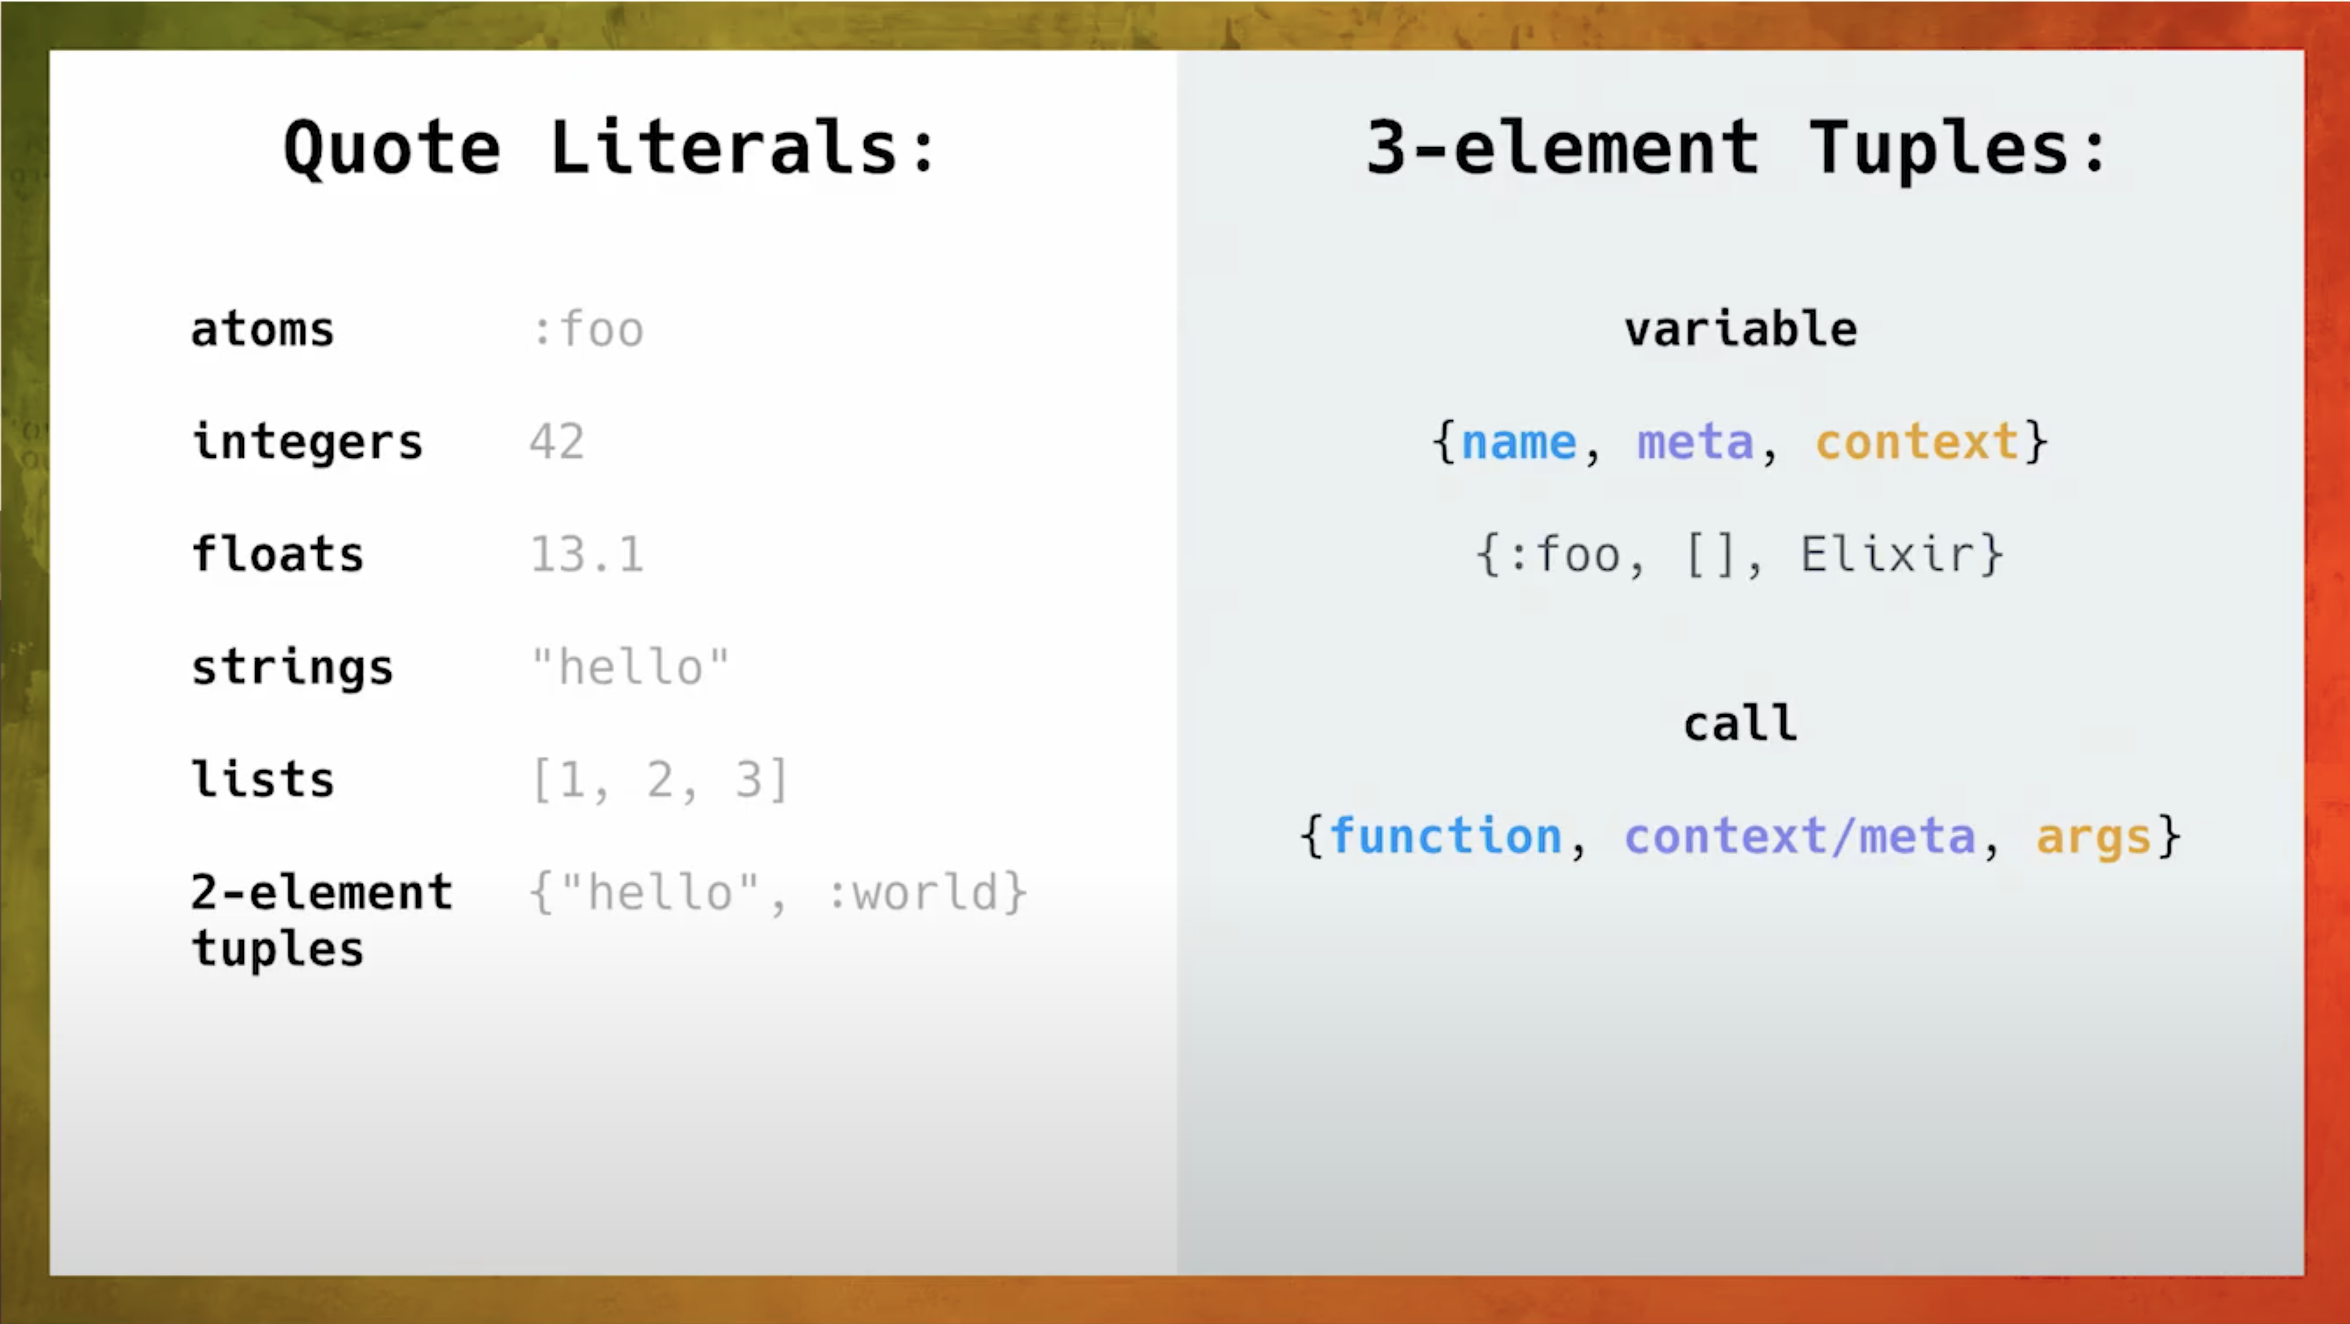 Quote Literals:
atoms :foo
integers 42
floats 13.1
strings "hello"
lists [1, 2, 3]
2-element {"hello", :world}
tuples
3-element Tuples:
variable
{name, meta, context}
{:foo, [], Elixir}
call
{function, context/meta, args}